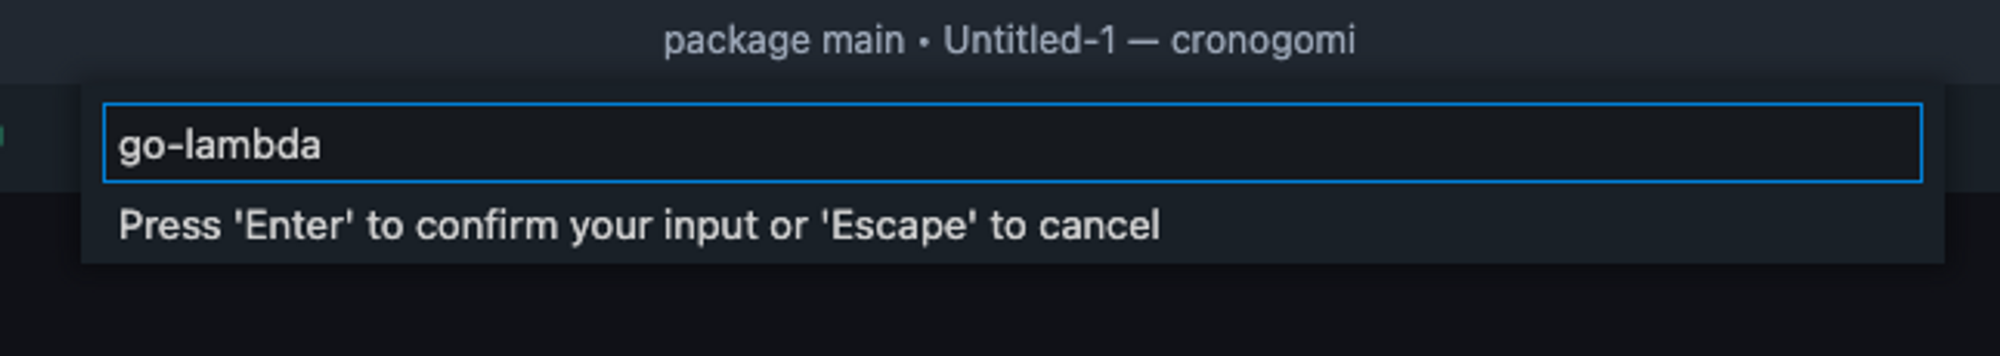 package main • Untitled-1 — cronogomi
go-lambda
Press 'Enter' to confirm your input or 'Escape' to cancel